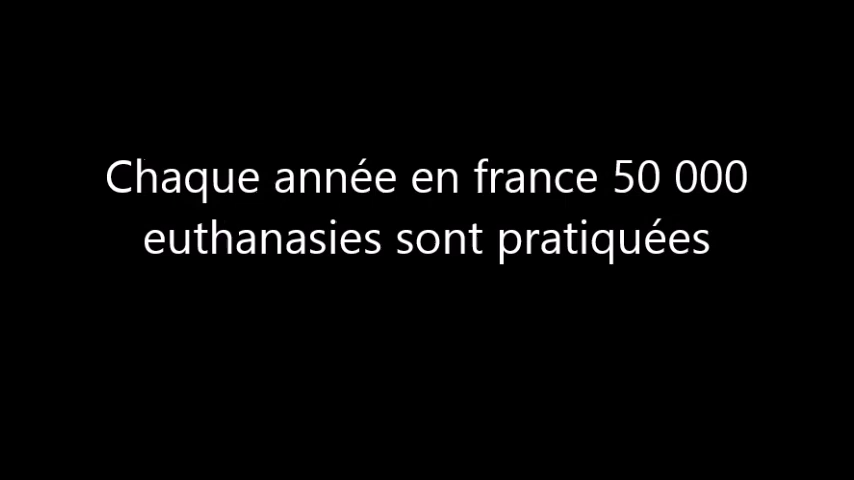 Chaque année en france 50 000
euthanasies sont pratiquées